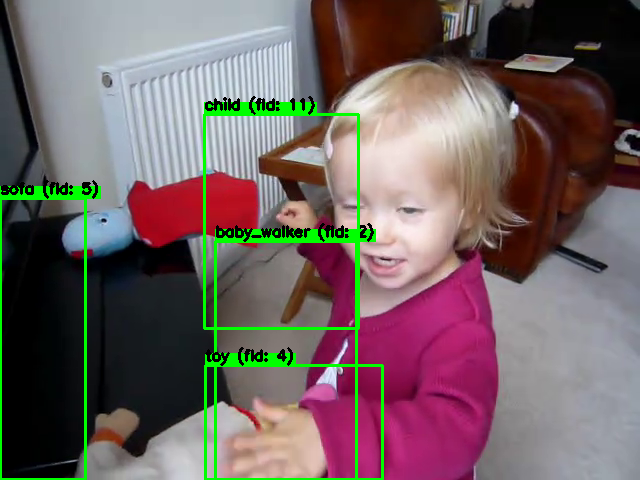 child (fId: 11)
sofa (fId: 5)
baby_walker (fId: 2)
toy (fId: 4)